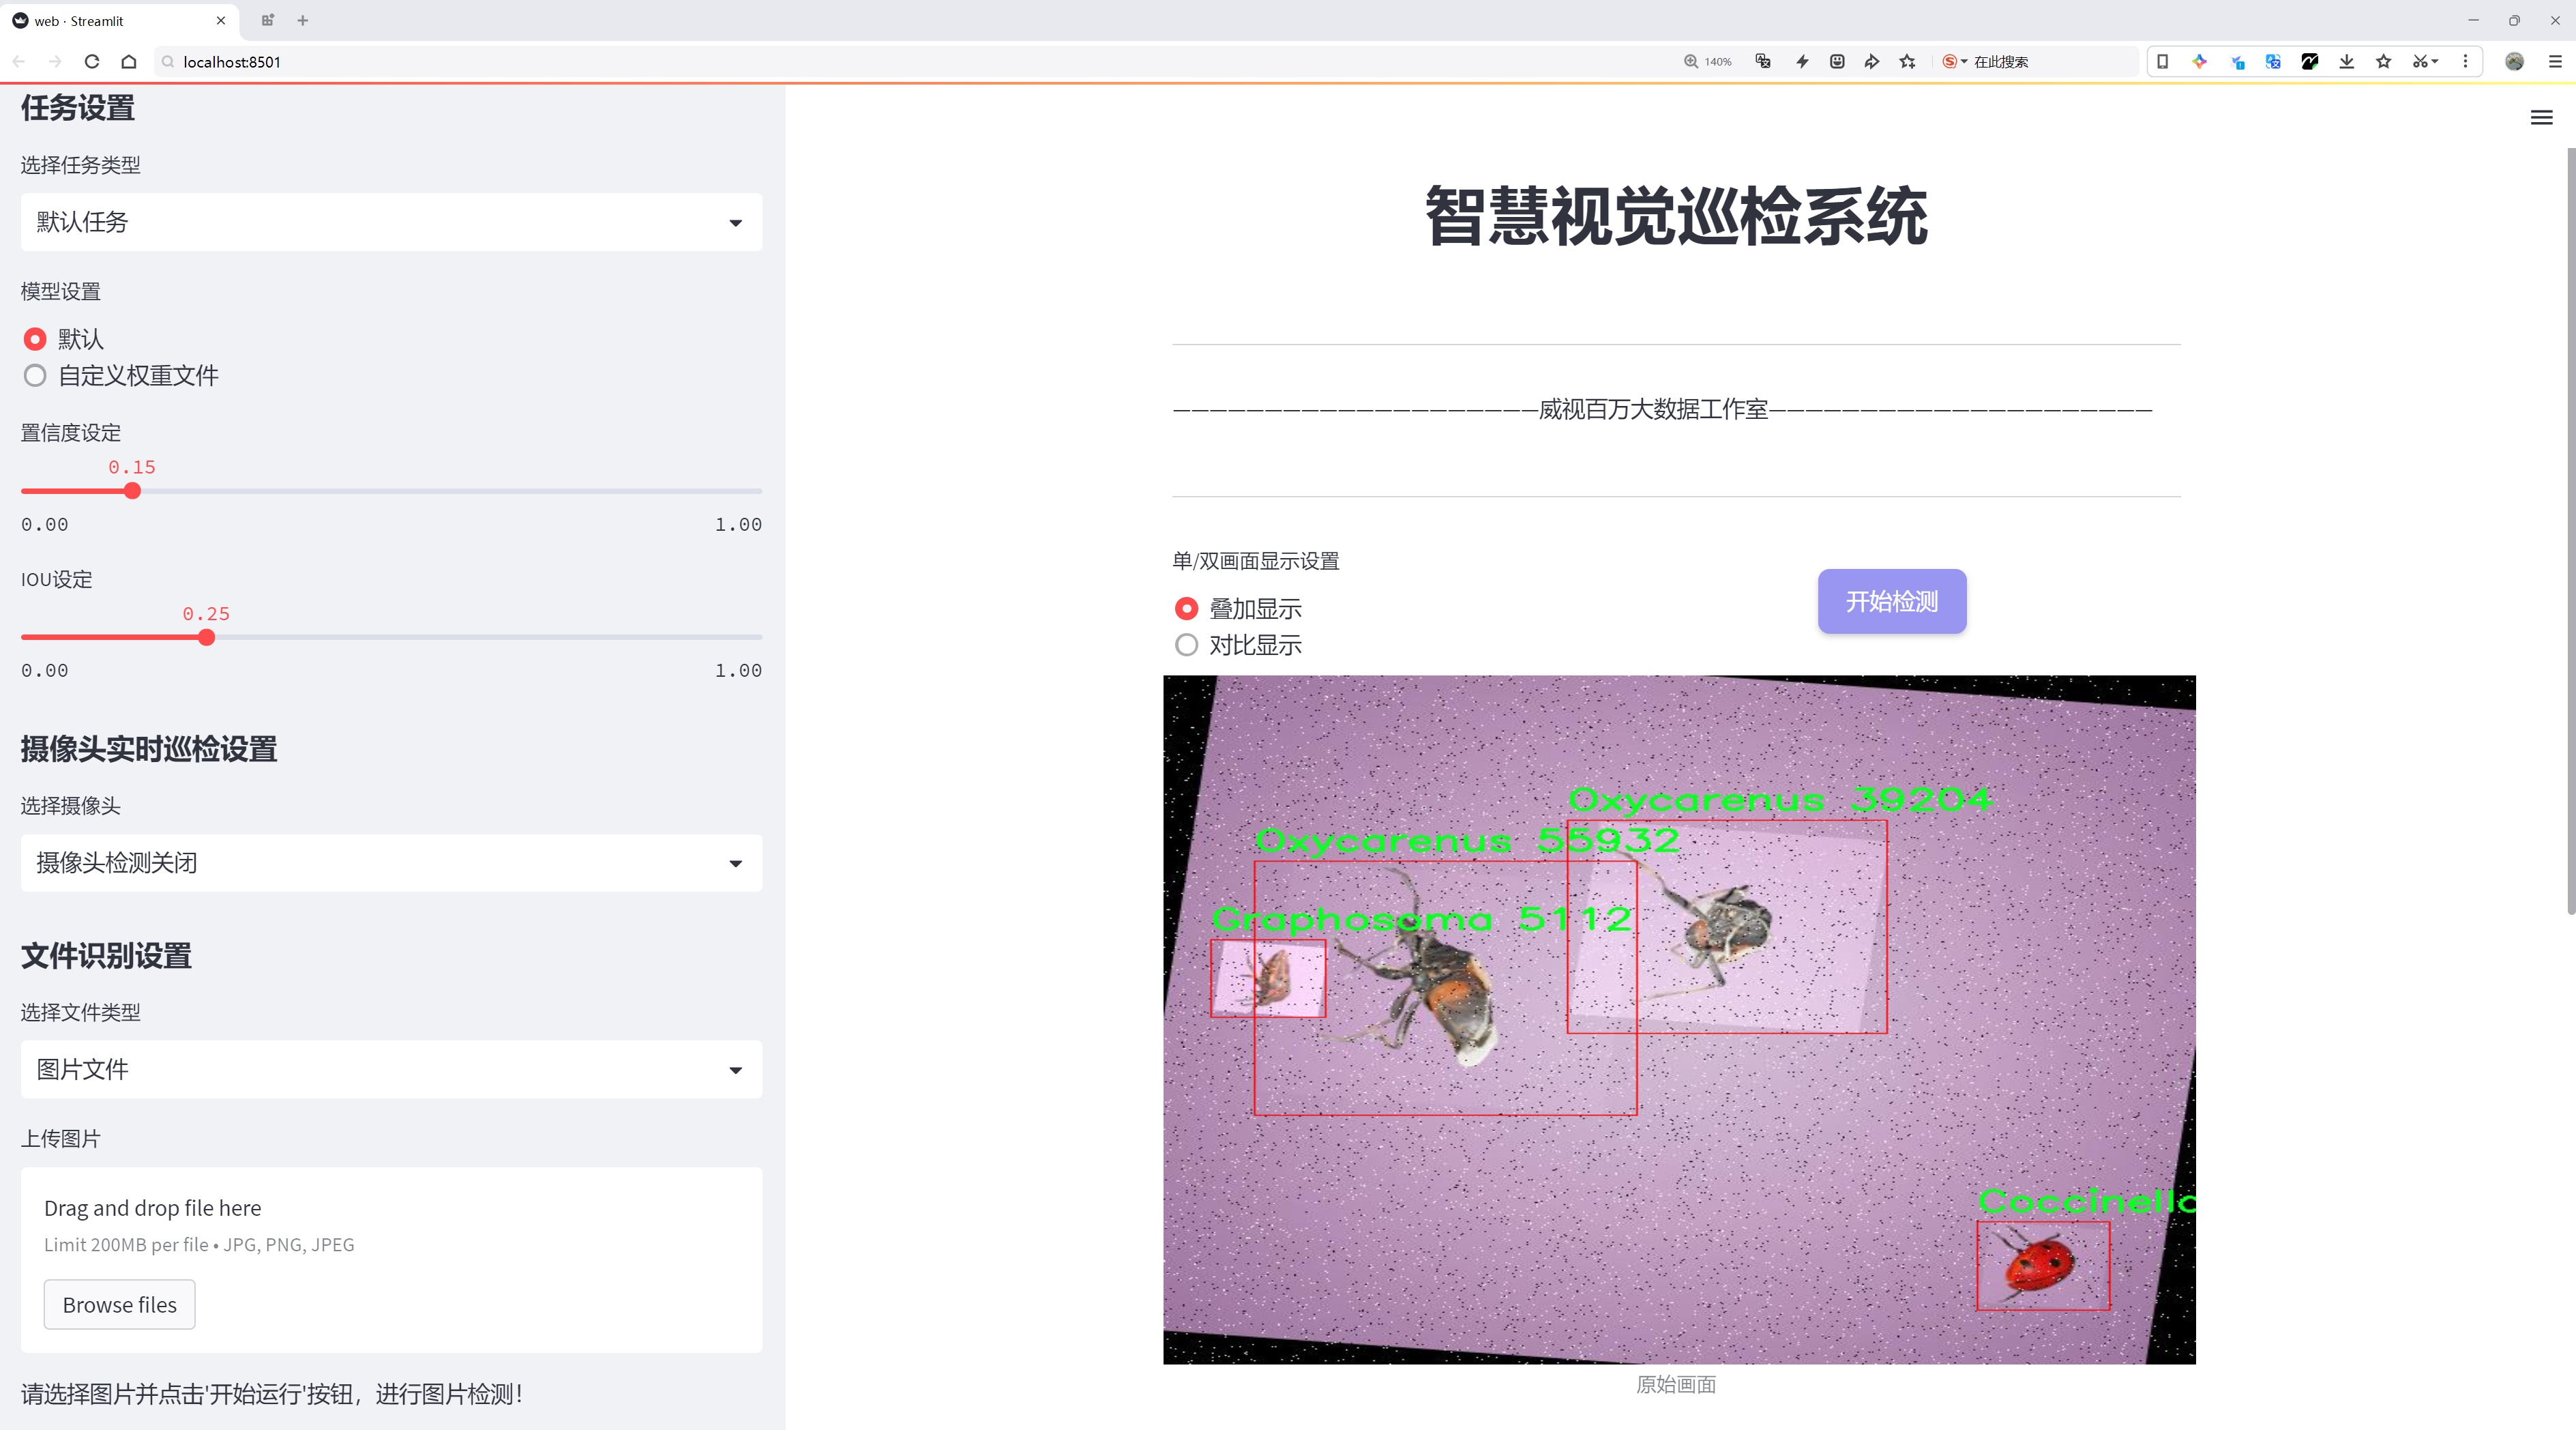 web · Streamlit
localhost:8501
140%
在此搜索
任务设置
选择任务类型
默认任务
模型设置
默认
自定义权重文件
置信度设定
0.15
0.00 1.00
IOU设定
0.25
0.00 1.00
摄像头实时巡检设置
选择摄像头
摄像头检测关闭
文件识别设置
选择文件类型
图片文件
上传图片
Drag and drop file here
Limit 200MB per file • JPG, PNG, JPEG
Browse files
请选择图片并点击'开始运行'按钮，进行图片检测！
智慧视觉巡检系统
—————————————————————威视百万大数据工作室—————————————————————
单/双画面显示设置
叠加显示
对比显示
开始检测
Oxycarenus 39204
Oxycarenus 55932
Graphosoma 5112
Coccinella
原始画面